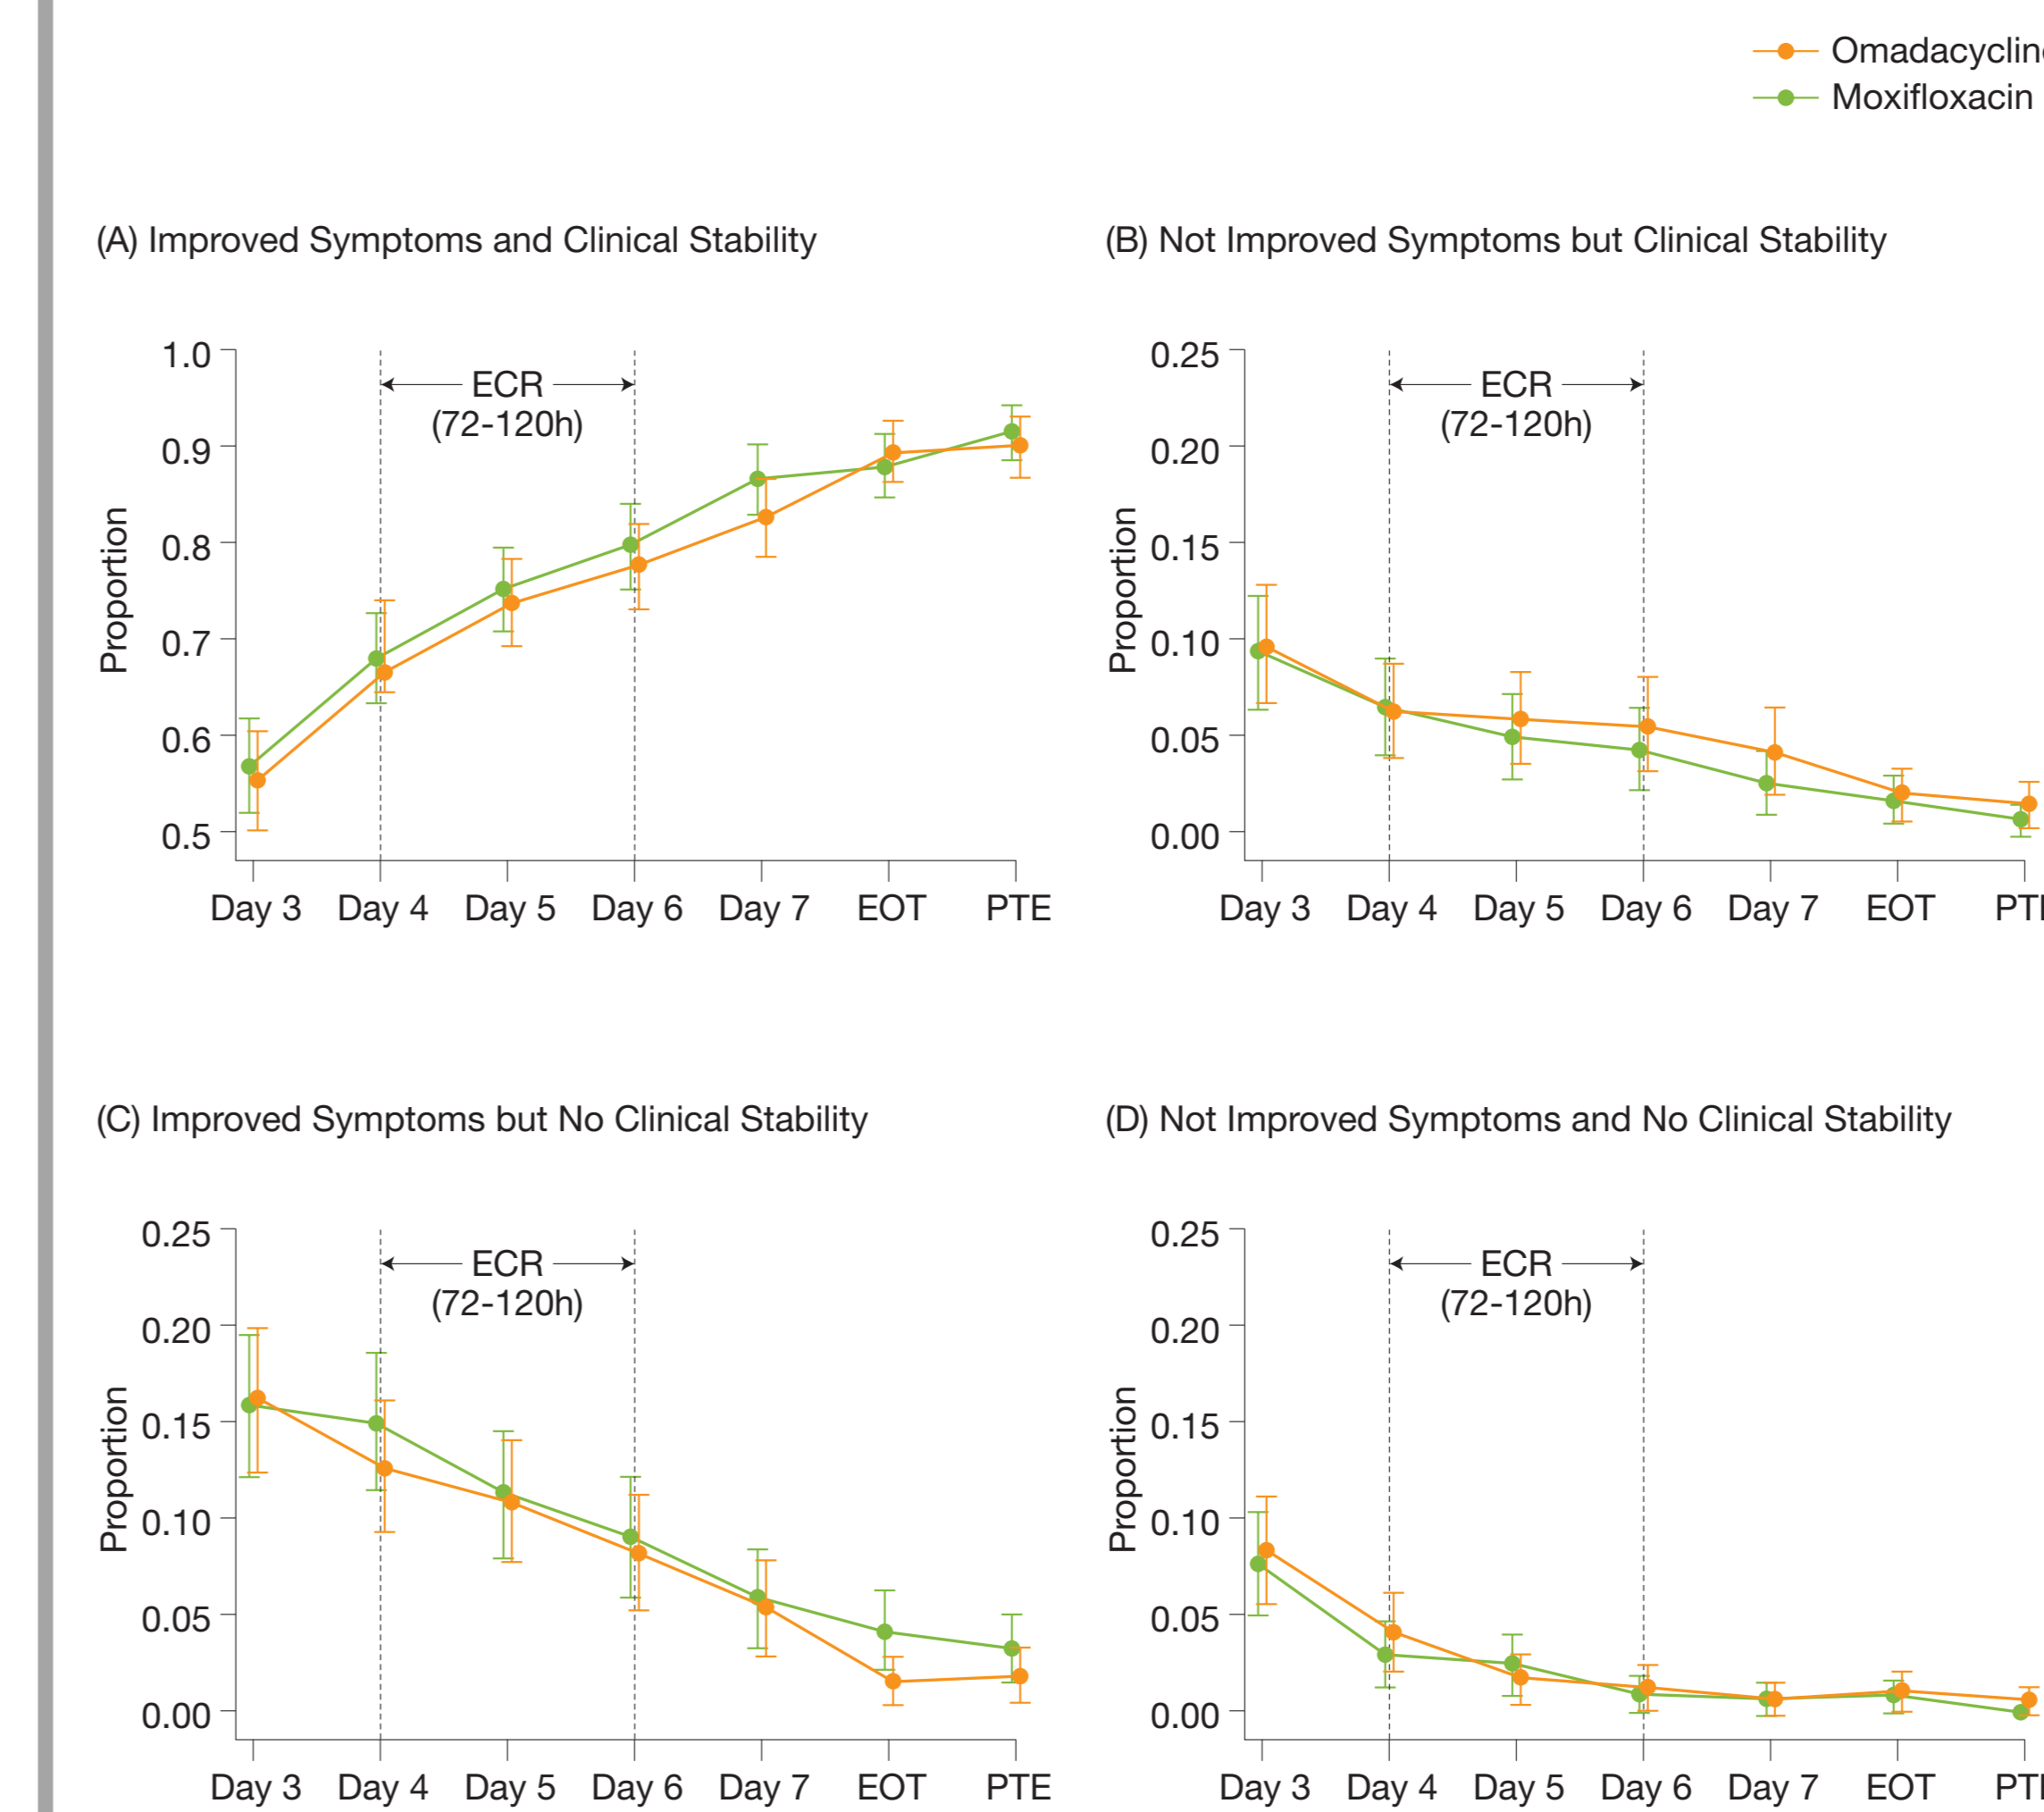 Omadacyclin
Moxifloxacin
(A) Improved Symptoms and Clinical Stability
1.0
0.9
0.8
0.7
0.6
0.5
Proportion
ECR
(72-120h)
Day 3 Day 4 Day 5 Day 6 Day 7 EOT PTE
(B) Not Improved Symptoms but Clinical Stability
0.25
0.20
0.15
0.10
0.05
0.00
Proportion
ECR
(72-120h)
Day 3 Day 4 Day 5 Day 6 Day 7 EOT PT
(C) Improved Symptoms but No Clinical Stability
0.25
0.20
0.15
0.10
0.05
0.00
Proportion
ECR
(72-120h)
Day 3 Day 4 Day 5 Day 6 Day 7 EOT PTE
(D) Not Improved Symptoms and No Clinical Stability
0.25
0.20
0.15
0.10
0.05
0.00
Proportion
ECR
(72-120h)
Day 3 Day 4 Day 5 Day 6 Day 7 EOT PT